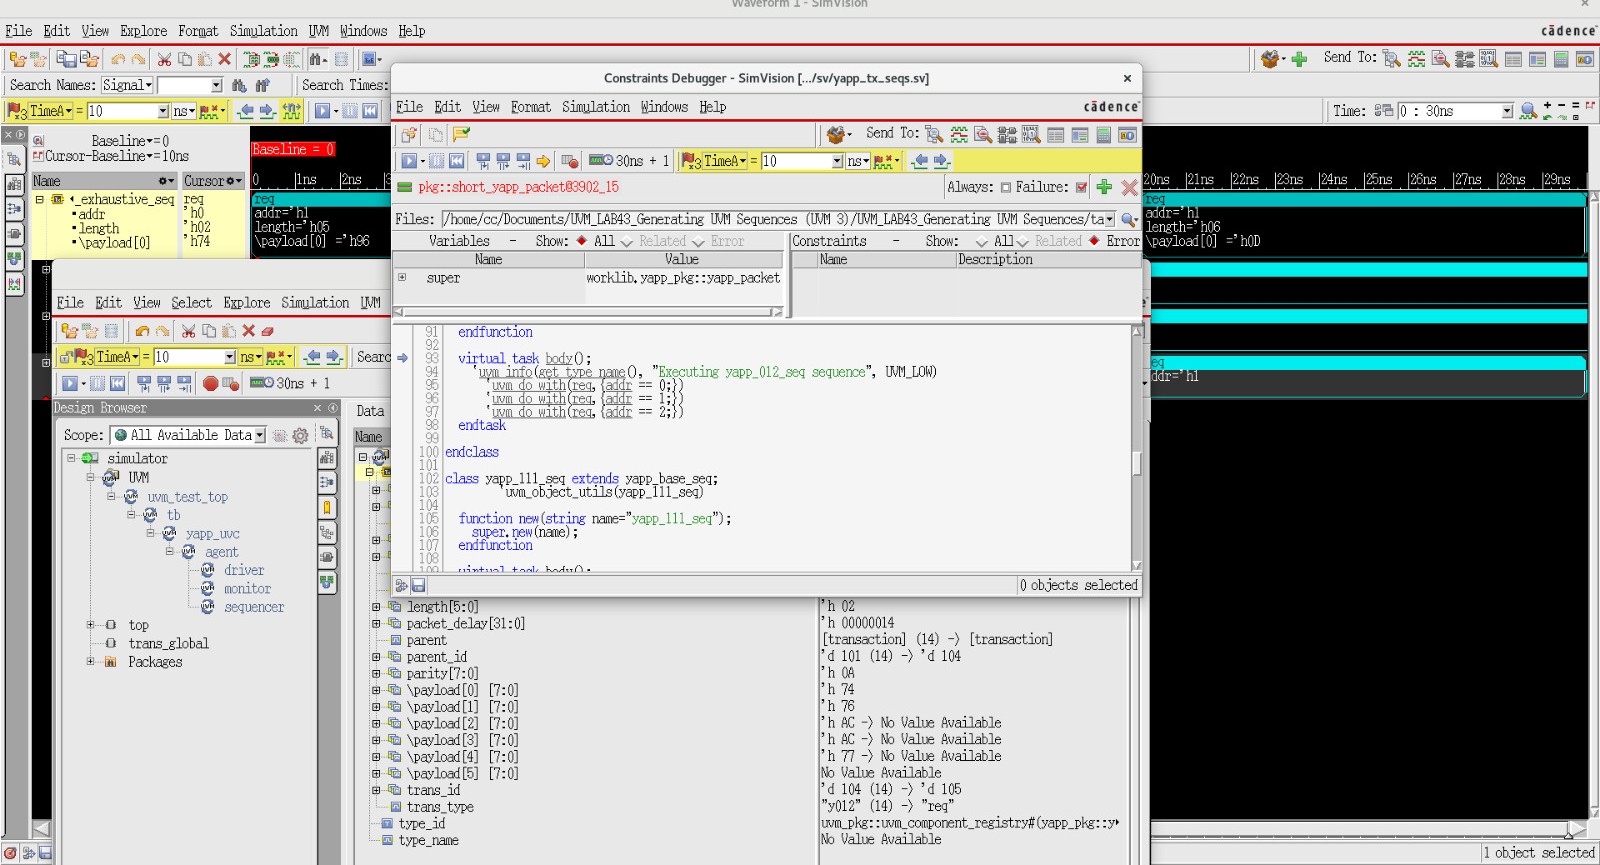 Waveform 1 - SimVision
File Edit View Explore Format Simulation UVM Windows Help
cādence
Send To:
Search Names: Signal
Search Times:
TimeA = 10 ns
Time: 0 : 30ns
Baseline=0
Cursor-Baseline=10ns
Baseline = 0
Name Cursor
0 1ns 2ns 3
20ns 21ns 22ns 23ns 24ns 25ns 26ns 27ns 28ns 29ns
_exhaustive_seq req
addr 'h0
length 'h02
\payload[0] 'h74
req
addr='h1
length='h05
\payload[0] ='h96
req
addr='h1
length='h06
\payload[0] ='h0D
eq
ddr='h1
Constraints Debugger - SimVision [.../sv/yapp_tx_seqs.sv]
File Edit View Format Simulation Windows Help
cādence
Send To:
30ns + 1 TimeA = 10 ns
pkg::short_yapp_packet@3902_15
Always: Failure:
Files: /home/cc/Documents/UVM_LAB43_Generating UVM Sequences (UVM 3)/UVM_LAB43_Generating UVM Sequences/ta
Variables - Show: All Related Error
Constraints - Show: All Related Error
Name Value
Name Description
super worklib.yapp_pkg::yapp_packet
91 endfunction
92
93 virtual task body();
94 `uvm_info(get_type_name(), "Executing yapp_012_seq sequence", UVM_LOW)
95 `uvm_do_with(req, {addr == 0;})
96 `uvm_do_with(req, {addr == 1;})
97 `uvm_do_with(req, {addr == 2;})
98 endtask
99
100 endclass
101
102 class yapp_111_seq extends yapp_base_seq;
103 `uvm_object_utils(yapp_111_seq)
104
105 function new(string name="yapp_111_seq");
106 super.new(name);
107 endfunction
108
109 virtual task body();
0 objects selected
File Edit View Select Explore Simulation UVM
TimeA = 10 ns
Searc
30ns + 1
Design Browser
Scope: All Available Data
simulator
UVM
uvm_test_top
tb
yapp_uvc
agent
driver
monitor
sequencer
top
trans_global
Packages
Data
Name
length[5:0] 'h 02
packet_delay[31:0] 'h 00000014
parent [transaction] (14) -> [transaction]
parent_id 'd 101 (14) -> 'd 104
parity[7:0] 'h 0A
\payload[0] [7:0] 'h 74
\payload[1] [7:0] 'h 76
\payload[2] [7:0] 'h AC -> No Value Available
\payload[3] [7:0] 'h AC -> No Value Available
\payload[4] [7:0] 'h 77 -> No Value Available
\payload[5] [7:0] No Value Available
trans_id 'd 104 (14) -> 'd 105
trans_type "y012" (14) -> "req"
type_id uvm_pkg::uvm_component_registry#(yapp_pkg::y
type_name No Value Available
1 object selected